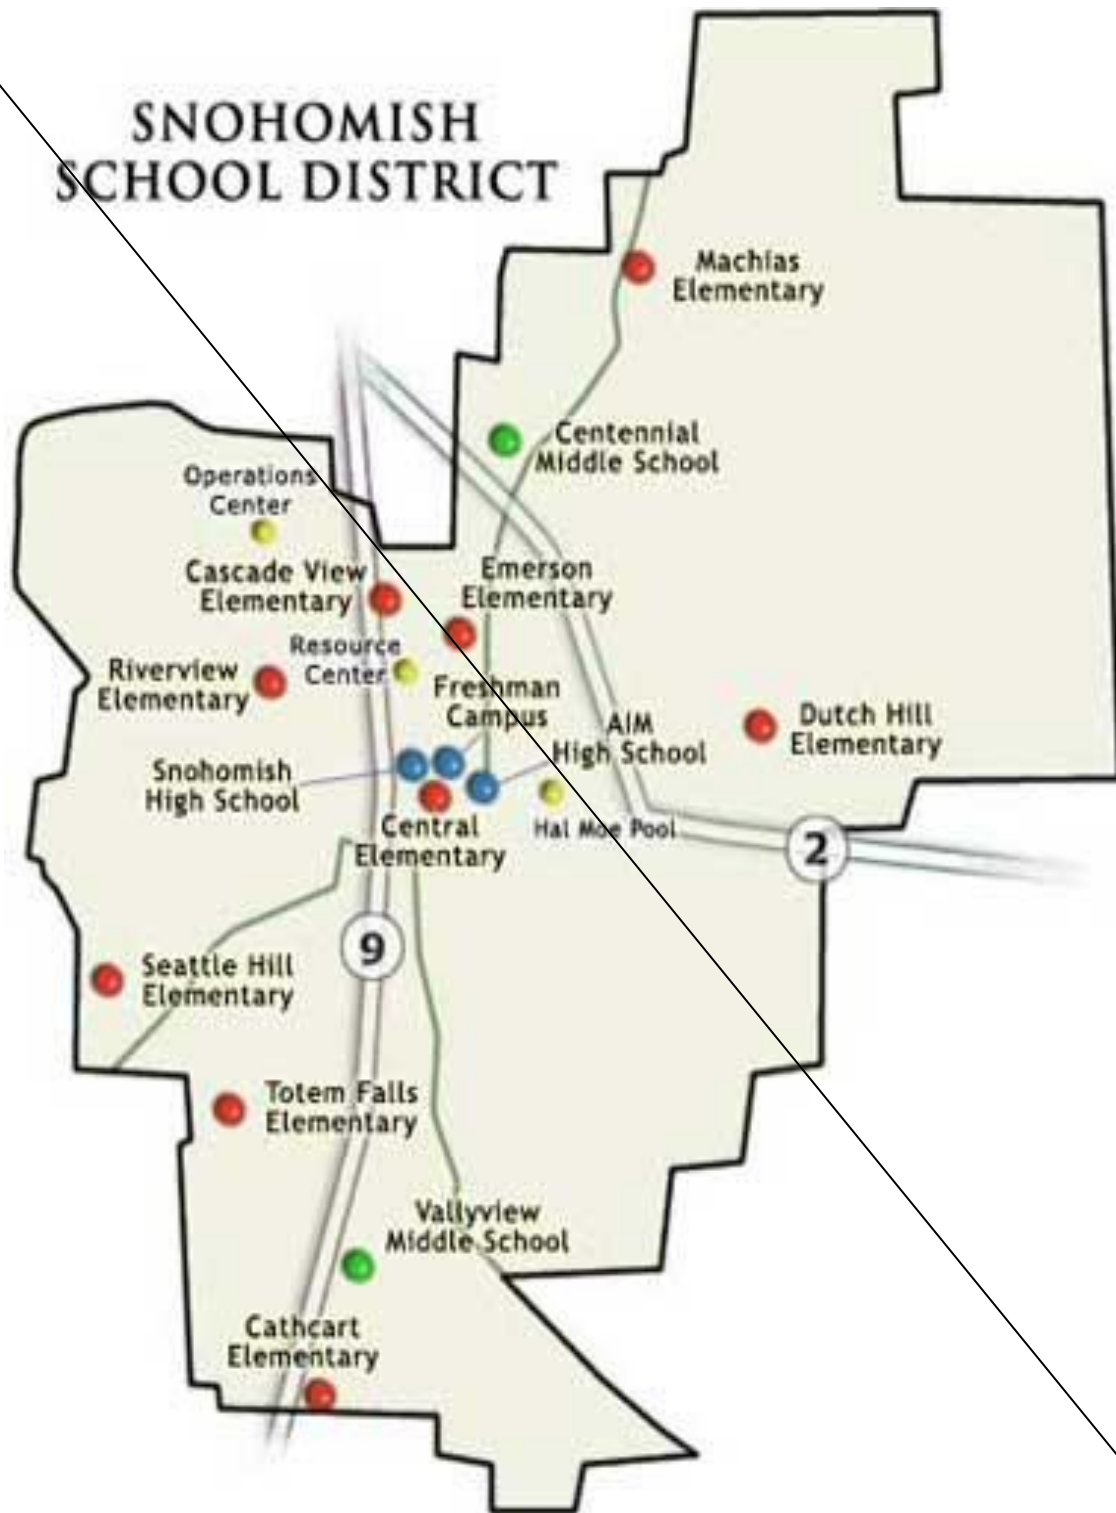 SNOHOMISH
SCHOOL DISTRICT
Machias
Elementary
Centennial
Middle School
Operations
Center
Cascade View
Elementary
Emerson
Elementary
Resource
Center
Riverview
Elementary
Freshman
Campus
AIM
High School
Dutch Hill
Elementary
Snohomish
High School
Central
Elementary
Hal Moe Pool
2
9
Seattle Hill
Elementary
Totem Falls
Elementary
Vallyview
Middle School
Cathcart
Elementary